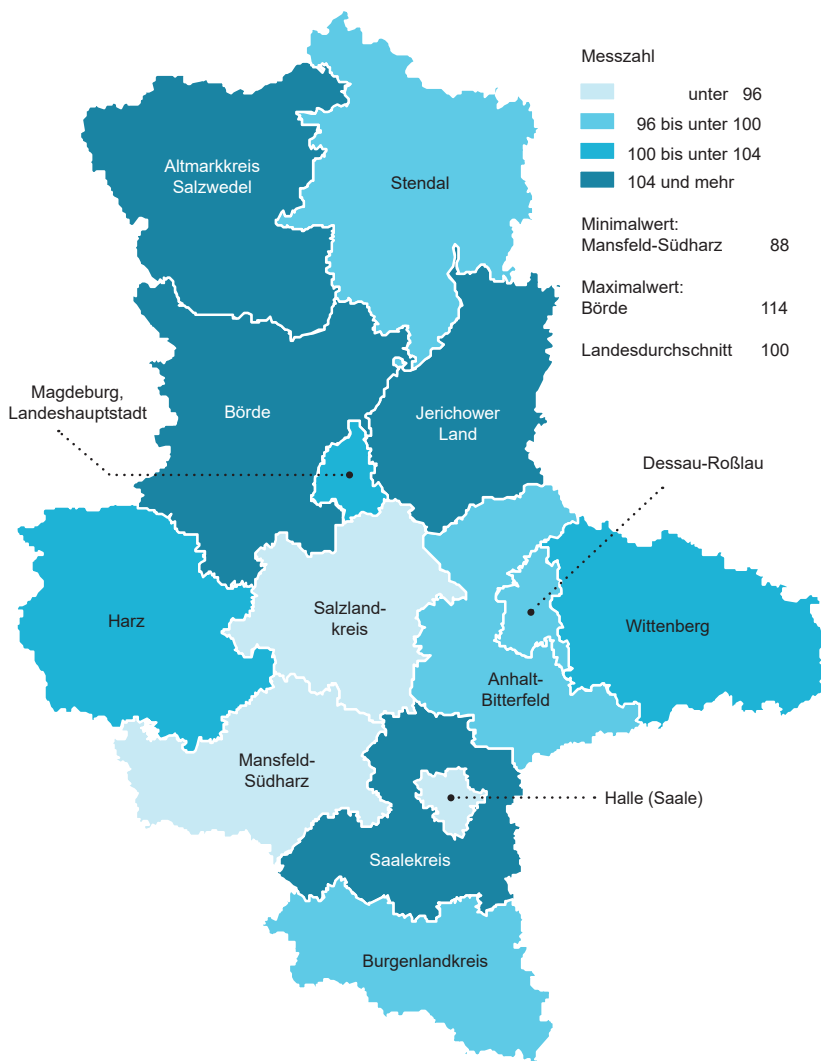 Messzahl
unter 96
96 bis unter 100
100 bis unter 104
104 und mehr
Minimalwert:
Mansfeld-Südharz 88
Maximalwert:
Börde 114
Landesdurchschnitt 100
Altmarkkreis
Salzwedel
Stendal
Magdeburg,
Landeshauptstadt
Börde
Jerichower
Land
Dessau-Roßlau
Harz
Salzland-
kreis
Wittenberg
Anhalt-
Bitterfeld
Mansfeld-
Südharz
Halle (Saale)
Saalekreis
Burgenlandkreis